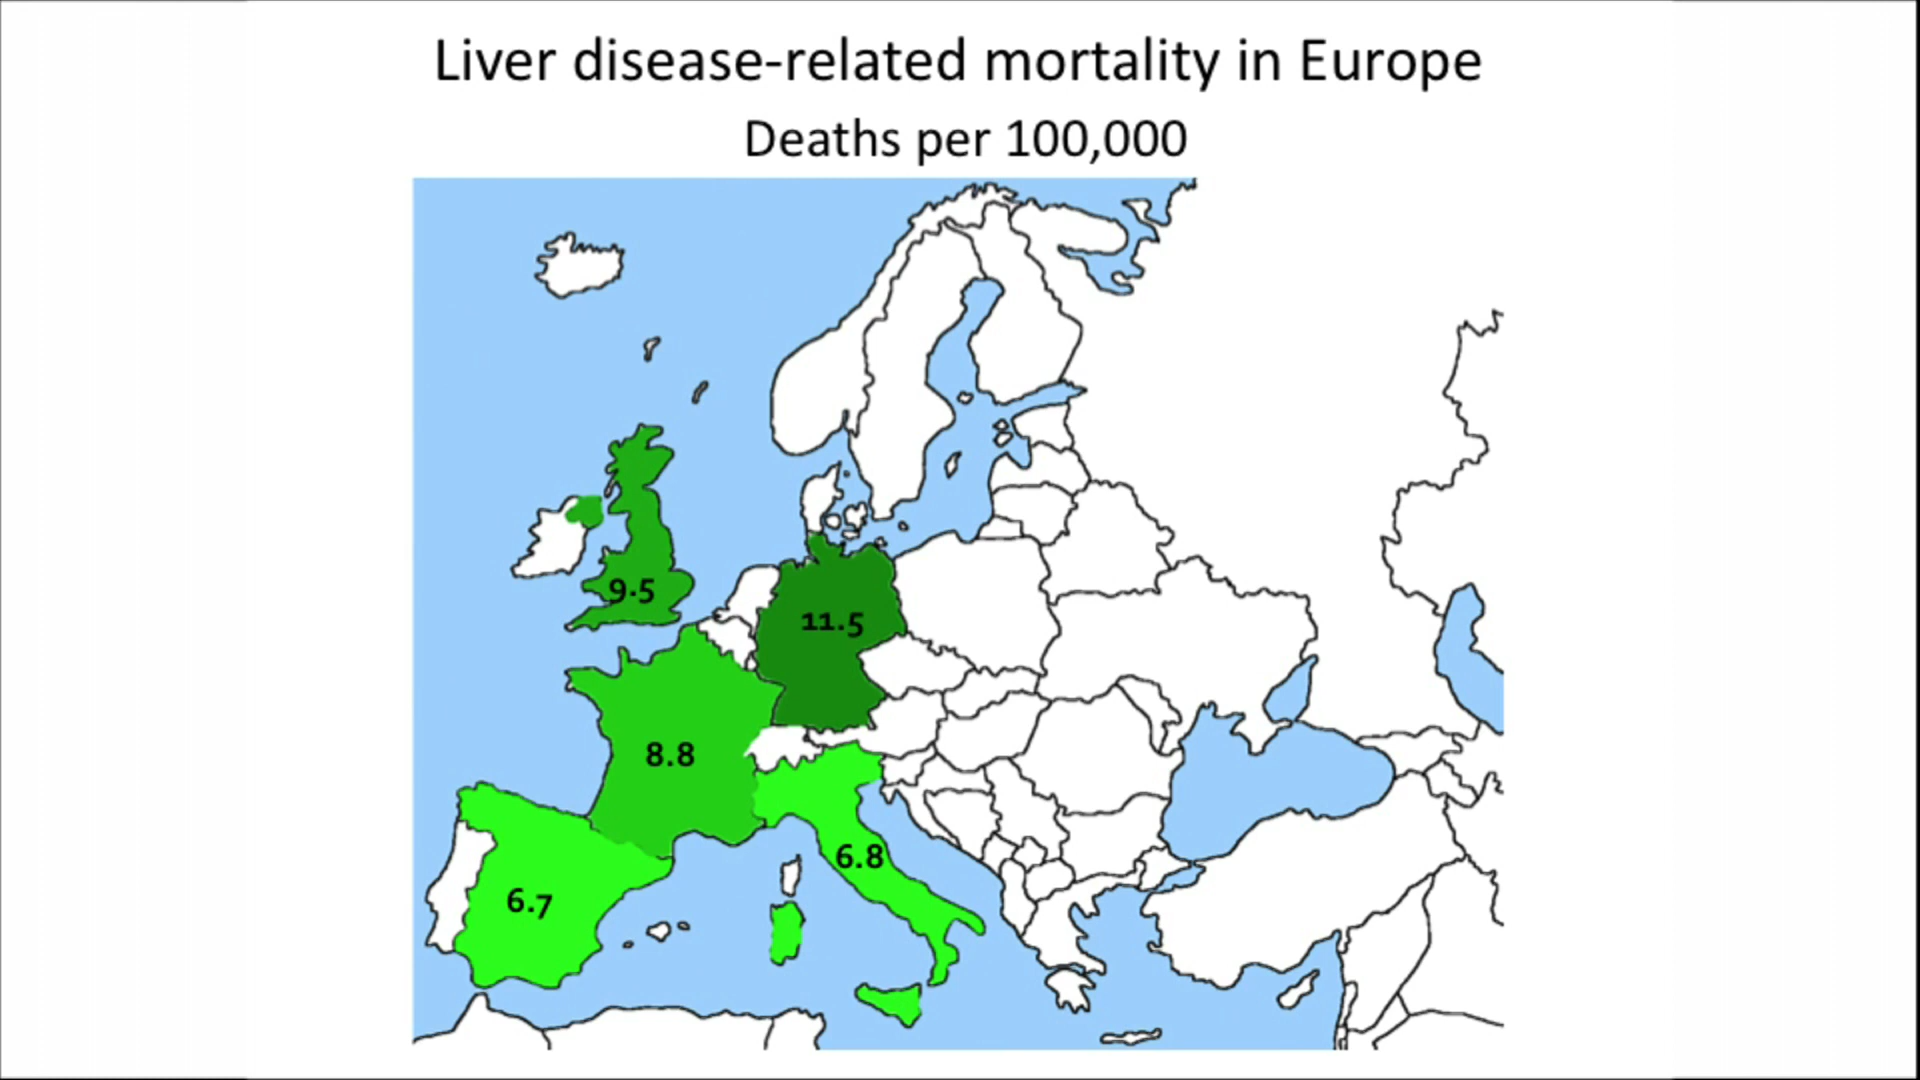 Liver disease-related mortality in Europe
Deaths per 100,000
9.5
11.5
8.8
6.8
6.7